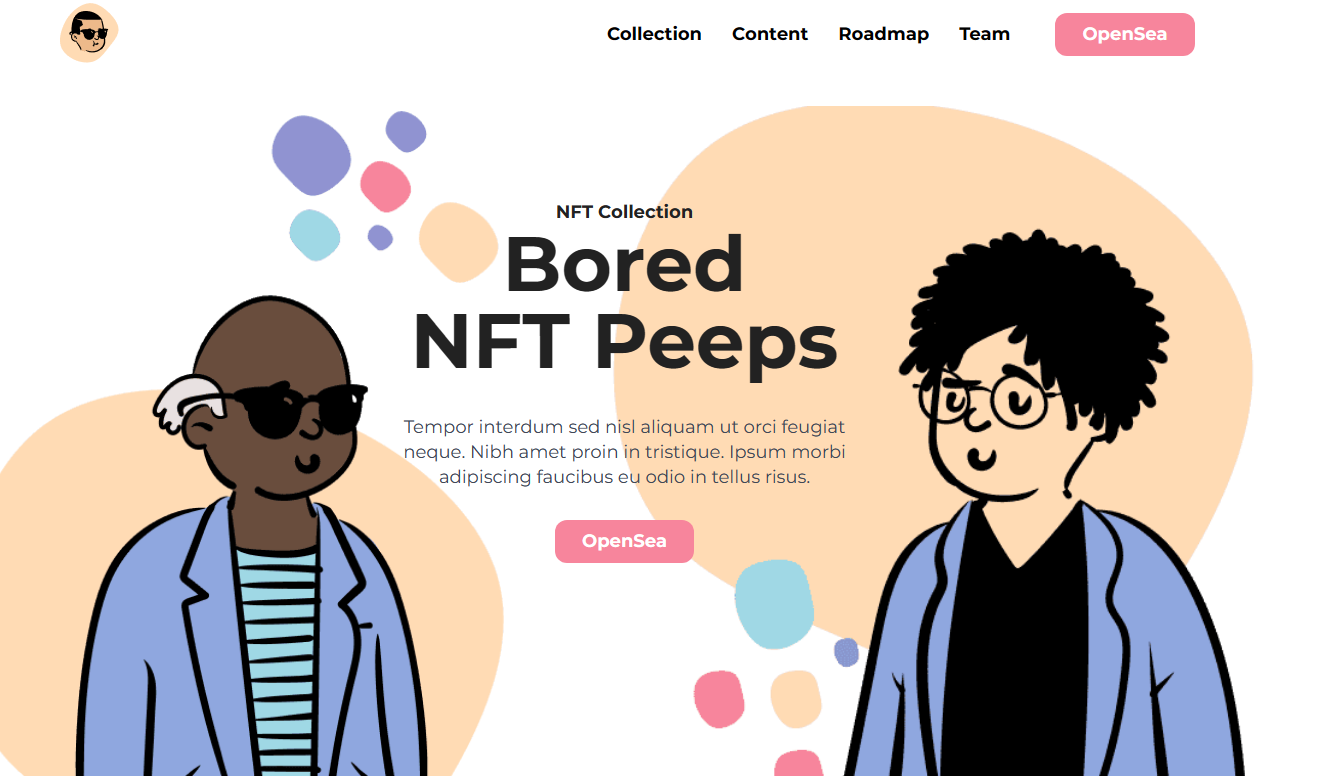 Collection Content Roadmap Team OpenSea
NFT Collection
Bored
NFT Peeps
Tempor interdum sed nisl aliquam ut orci feugiat
neque. Nibh amet proin in tristique. Ipsum morbi
adipiscing faucibus eu odio in tellus risus.
OpenSea